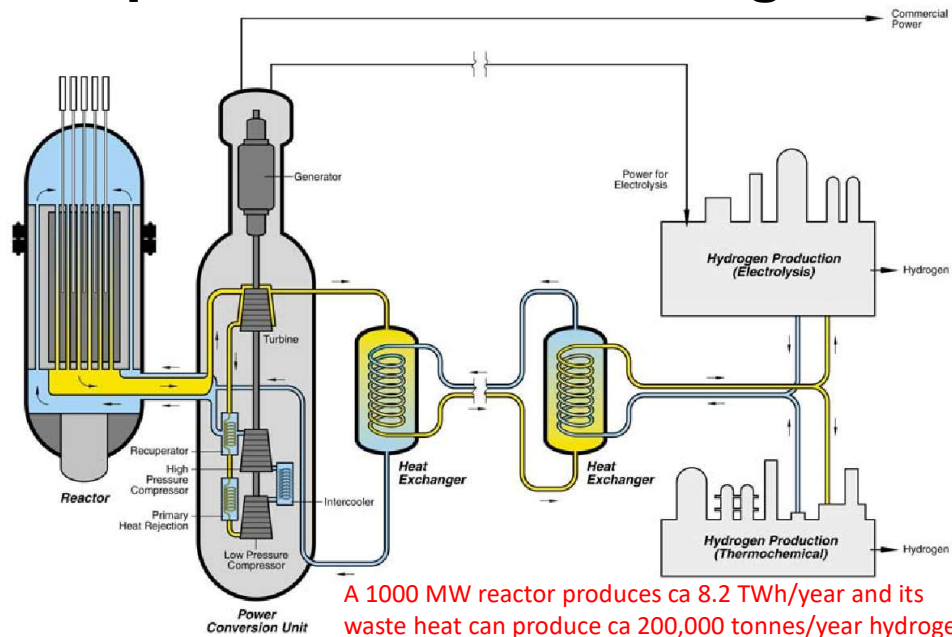 Commercial
Power
Generator
Power for
Electrolysis
Hydrogen Production
(Electrolysis)
Hydrogen
Turbine
Recuperator
High
Pressure
Compressor
Intercooler
Primary
Heat Rejection
Low Pressure
Compressor
Reactor
Heat
Exchanger
Heat
Exchanger
Hydrogen Production
(Thermochemical)
Hydrogen
Power
Conversion Unit
A 1000 MW reactor produces ca 8.2 TWh/year and its
waste heat can produce ca 200,000 tonnes/year hydroge